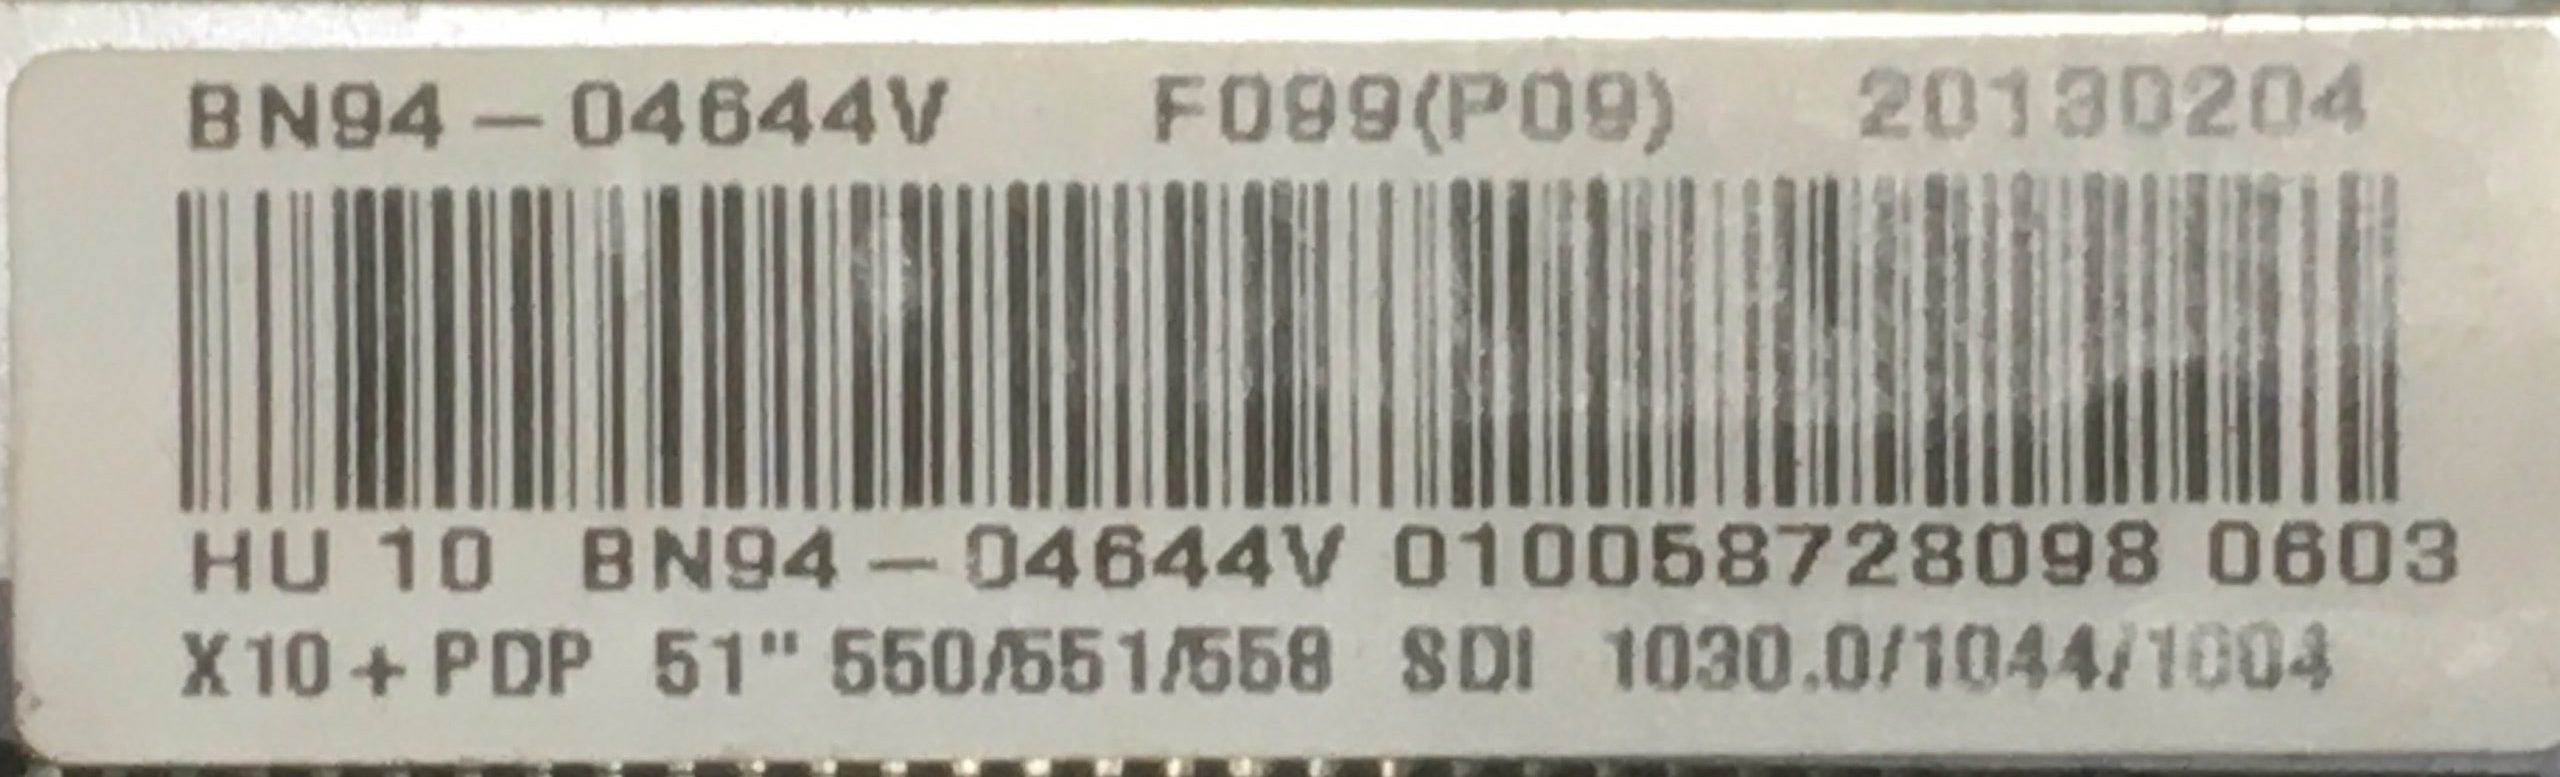 BN94-04644V F099(P09) 20130204
HU 10 BN94-04644V 010058728098 0603
X10+PDP 51" 550/551/558 SDI 1030.0/1044/1004